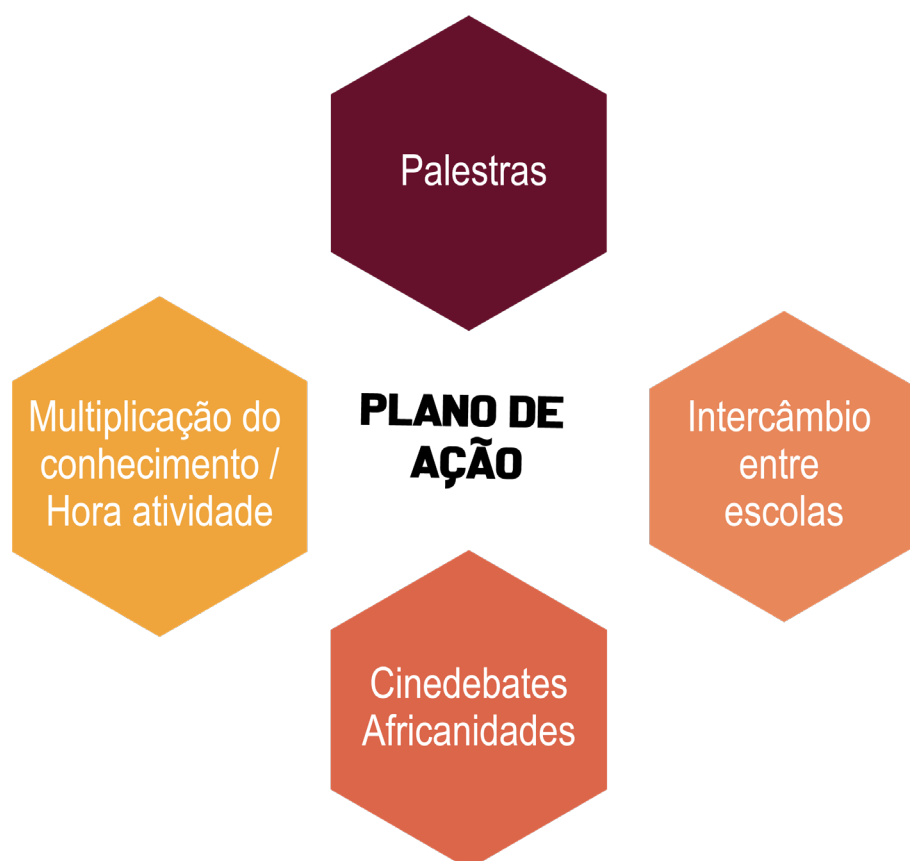 Palestras
Multiplicação do
conhecimento /
Hora atividade
PLANO DE
AÇÃO
Intercâmbio
entre
escolas
Cinedebates
Africanidades